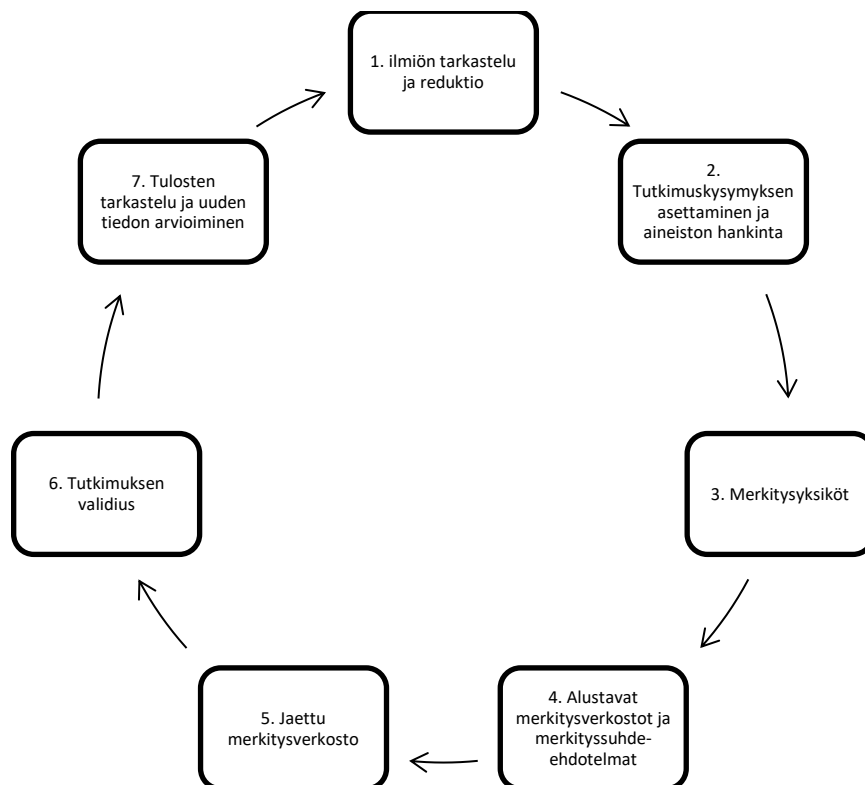 1. ilmiön tarkastelu
ja reduktio
2.
Tutkimuskysymyksen
asettaminen ja
aineiston hankinta
3. Merkitysyksiköt
4. Alustavat
merkitysverkostot ja
merkityssuhde-
ehdotelmat
5. Jaettu
merkitysverkosto
6. Tutkimuksen
validius
7. Tulosten
tarkastelu ja uuden
tiedon arvioiminen